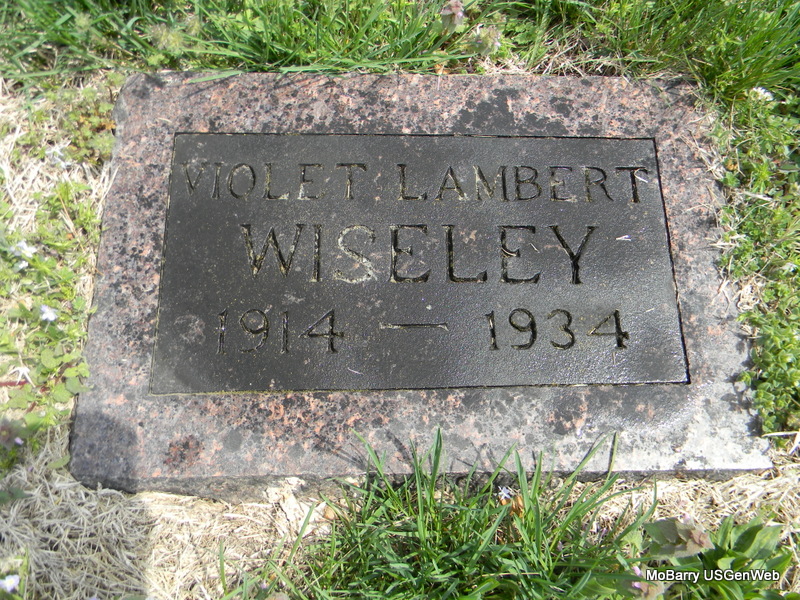 VIOLET LAMBERT
WISELEY
1914 — 1934
MoBarry USGenWeb